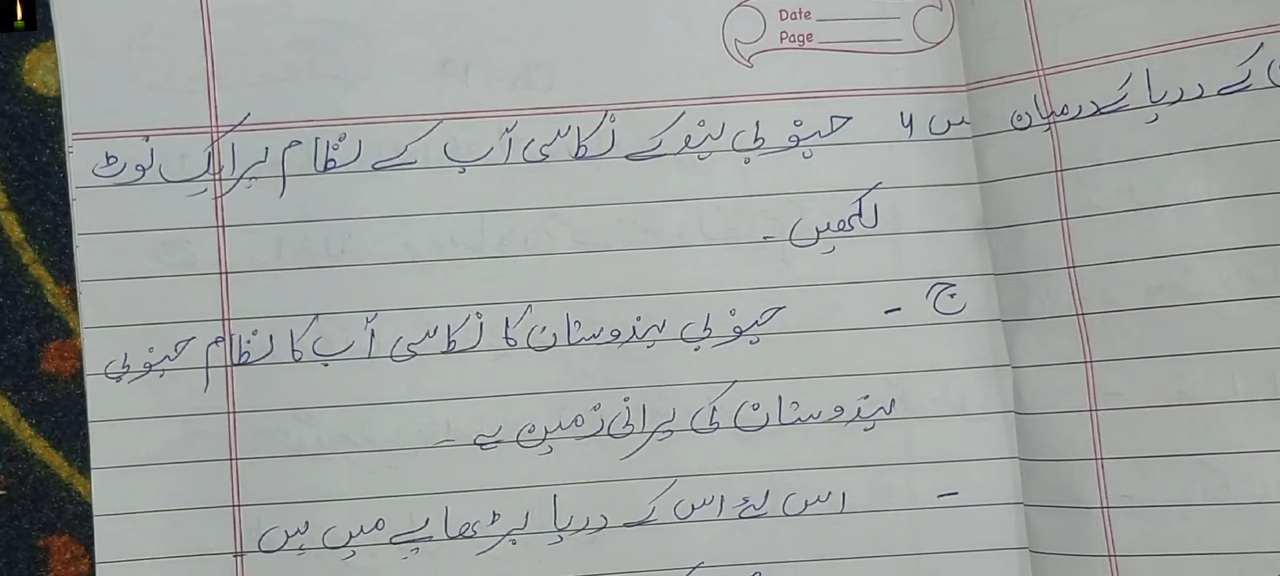 Date
Page
کے دریا کے درمیان
س 4 جنوبی ہند کے نکاسی آب کے نظام پر ایک نوٹ
لکھیں۔
ج - جنوبی ہندوستان کا نکاسی آب کا نظام جنوبی
ہندوستان کی پرانی زمین ہے۔
- اس لئے اس کے دریا بڑھاپے میں ہیں